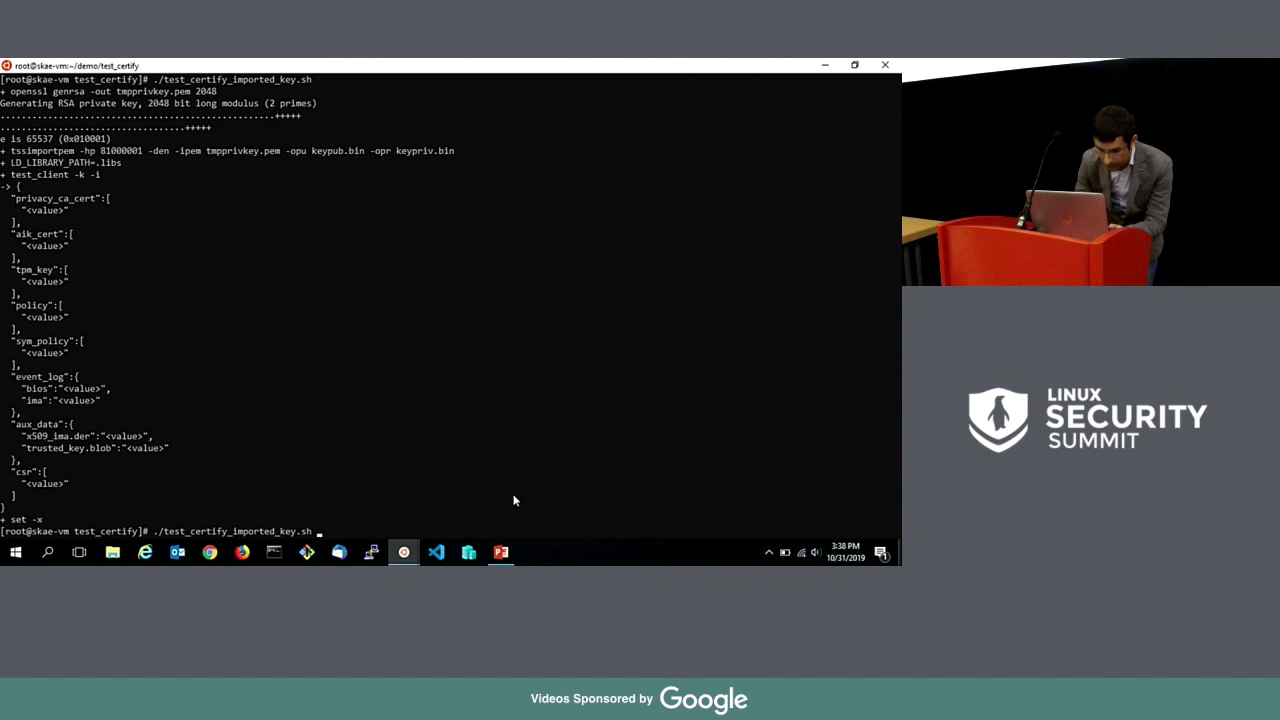 root@skae-vm:~/demo/test_certify
[root@skae-vm test_certify]# ./test_certify_imported_key.sh
+ openssl genrsa -out tmpprivkey.pem 2048
Generating RSA private key, 2048 bit long modulus (2 primes)
....................................................+++++
...................................+++++
e is 65537 (0x010001)
+ tssimportpem -hp 81000001 -den -ipem tmpprivkey.pem -opu keypub.bin -opr keypriv.bin
+ LD_LIBRARY_PATH=.libs
+ test_client -k -i
-> {
"privacy_ca_cert":[
"<value>"
],
"aik_cert":[
"<value>"
],
"tpm_key":[
"<value>"
],
"policy":[
"<value>"
],
"sym_policy":[
"<value>"
],
"event_log":{
"bios":"<value>",
"ima":"<value>"
},
"aux_data":{
"x509_ima.der":"<value>",
"trusted_key.blob":"<value>"
},
"csr":[
"<value>"
]
}
+ set -x
[root@skae-vm test_certify]# ./test_certify_imported_key.sh
3:38 PM
10/31/2019
LINUX
SECURITY
SUMMIT
Videos Sponsored by Google